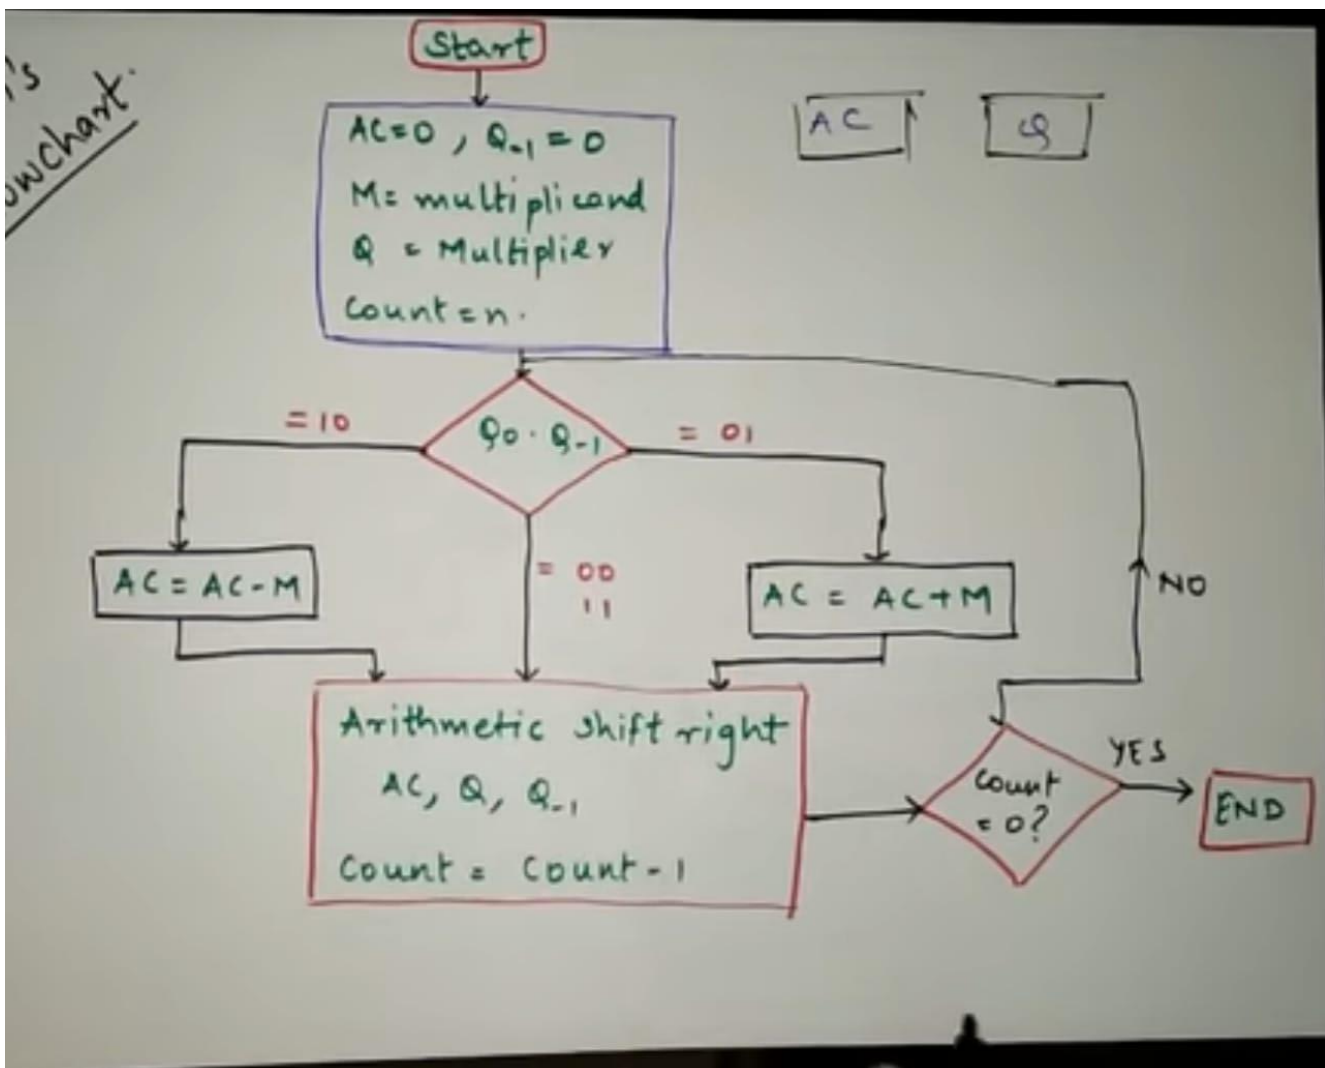 Start
AC=0, Q-1 = 0
M= multiplicand
Q = Multiplier
Count=n.
AC
Q
Q0 . Q-1
= 10
= 01
= 00
11
AC = AC-M
AC = AC+M
Arithmetic shift right
AC, Q, Q-1
Count = Count-1
Count
= 0?
NO
YES
END